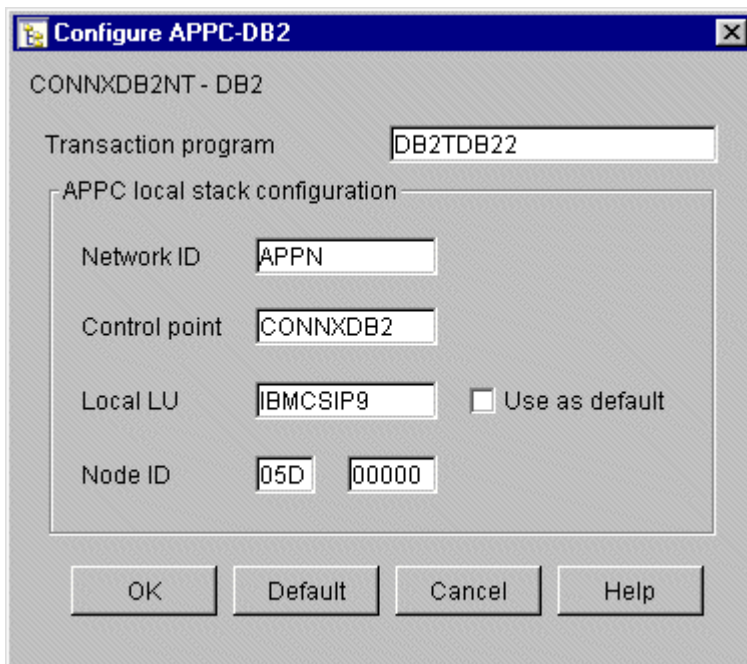 Configure APPC-DB2
CONNXDB2NT - DB2
Transaction program DB2TDB22
APPC local stack configuration
Network ID APPN
Control point CONNXDB2
Local LU IBMCSIP9 Use as default
Node ID 05D 00000
OK Default Cancel Help